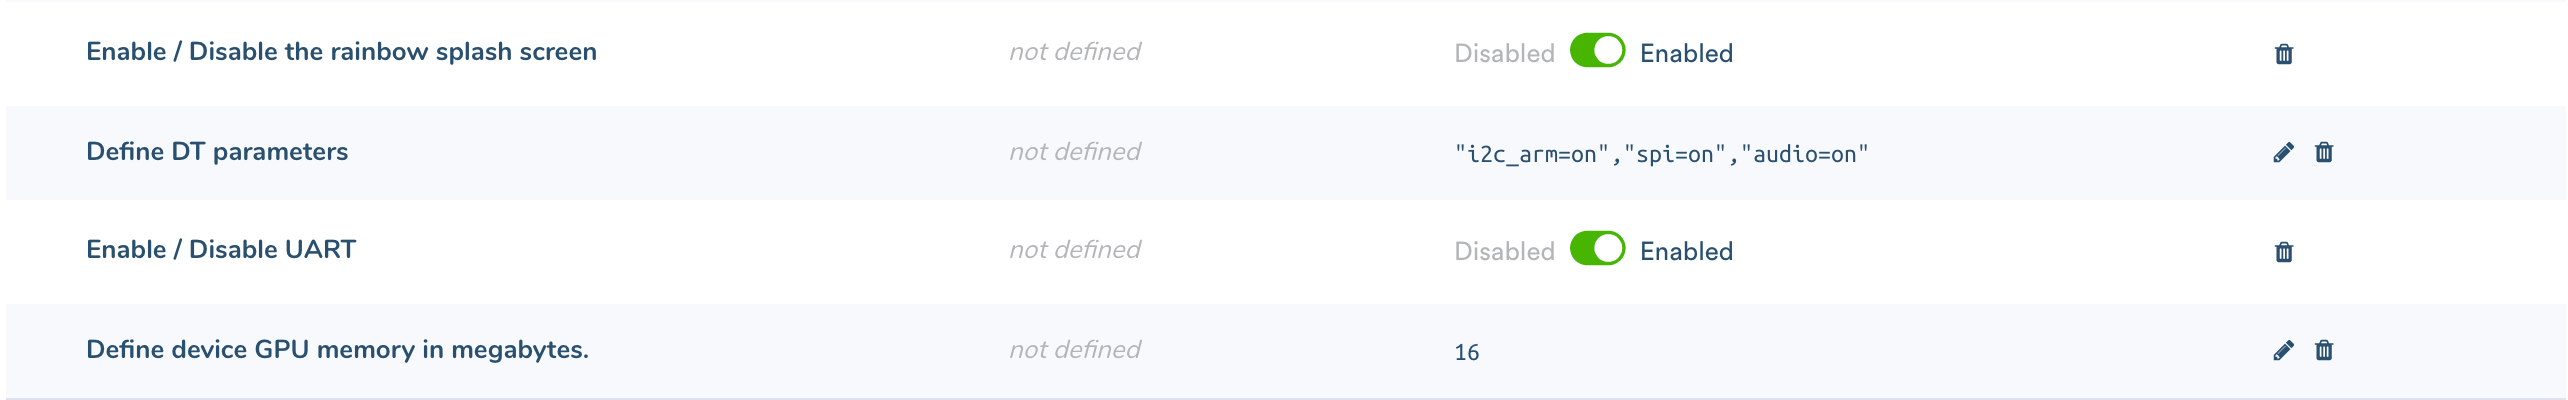 Enable / Disable the rainbow splash screen not defined Disabled Enabled
Define DT parameters not defined "i2c_arm=on","spi=on","audio=on"
Enable / Disable UART not defined Disabled Enabled
Define device GPU memory in megabytes. not defined 16